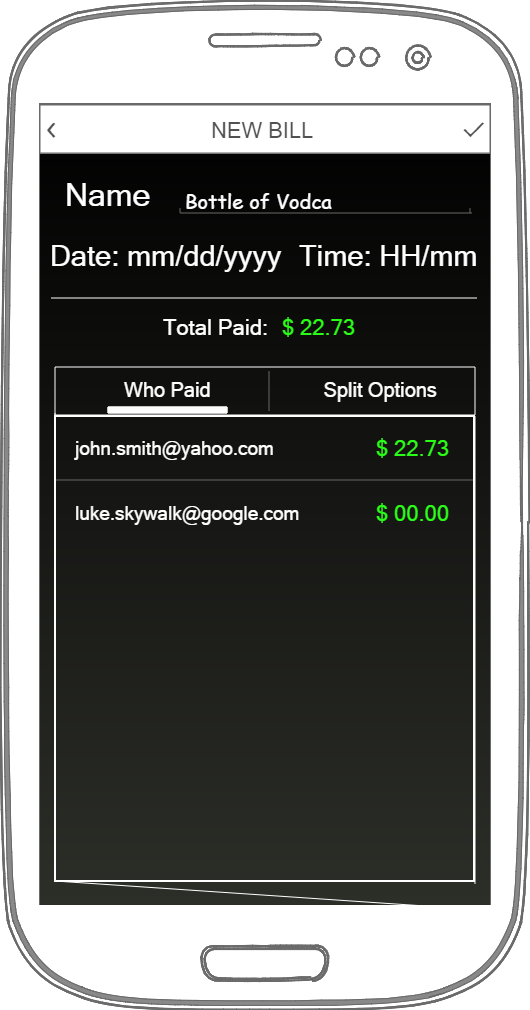 NEW BILL
Name Bottle of Vodca
Date: mm/dd/yyyy Time: HH/mm
Total Paid: $ 22.73
Who Paid Split Options
john.smith@yahoo.com $ 22.73
luke.skywalk@google.com $ 00.00